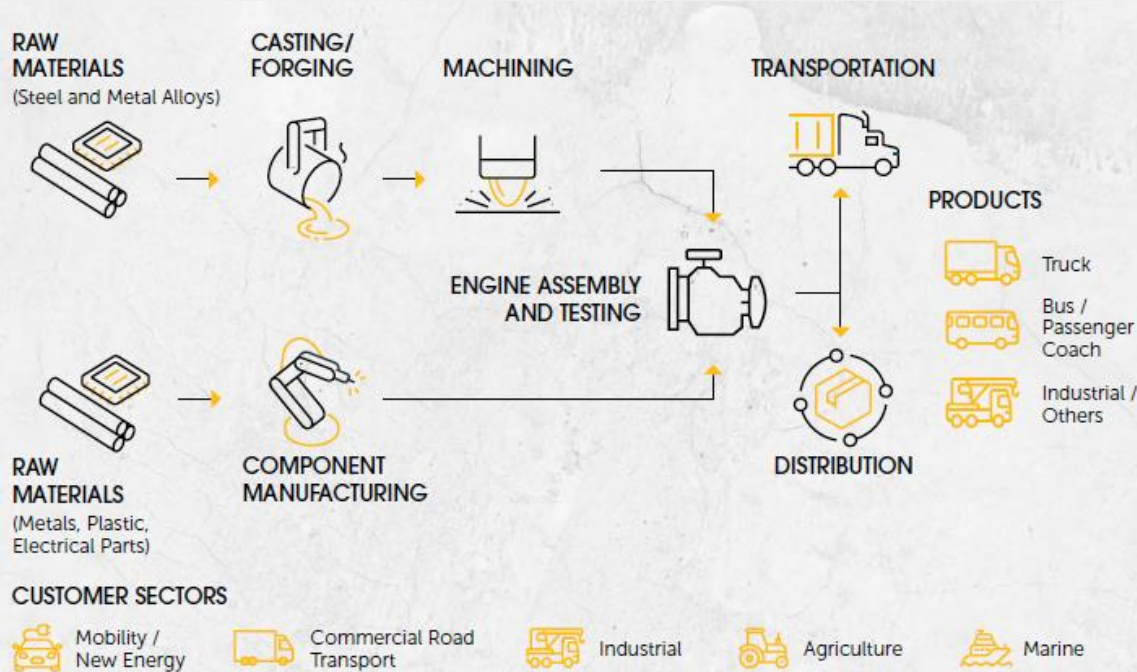 RAW
MATERIALS
(Steel and Metal Alloys)
CASTING/
FORGING
MACHINING
TRANSPORTATION
PRODUCTS
Truck
Bus /
Passenger
Coach
Industrial /
Others
ENGINE ASSEMBLY
AND TESTING
RAW
MATERIALS
(Metals, Plastic,
Electrical Parts)
COMPONENT
MANUFACTURING
DISTRIBUTION
CUSTOMER SECTORS
Mobility /
New Energy
Commercial Road
Transport
Industrial
Agriculture
Marine